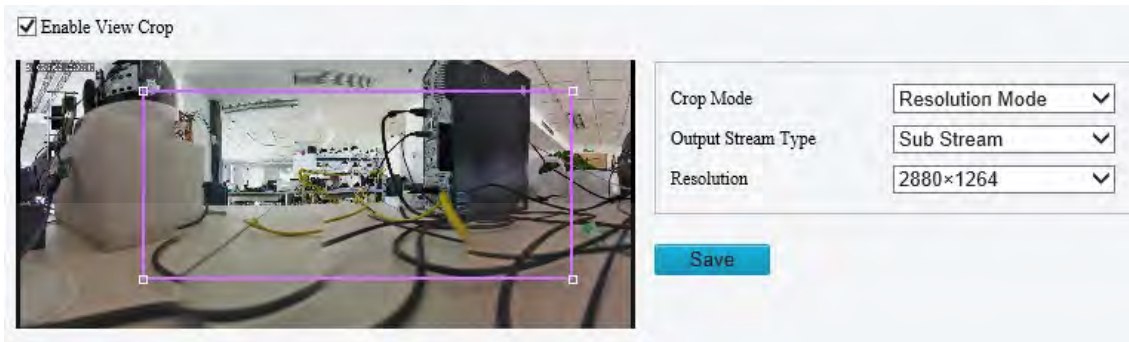 Enable View Crop
Crop Mode
Resolution Mode
Output Stream Type
Sub Stream
Resolution
2880×1264
Save